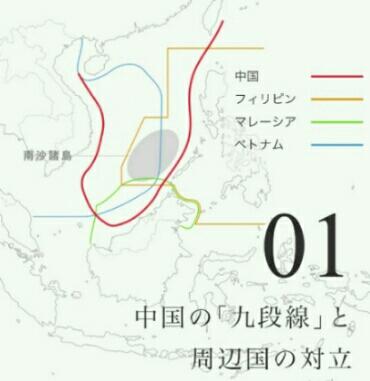 中国
フィリピン
マレーシア
ベトナム
南沙諸島
01
中国の「九段線」と
周辺国の対立